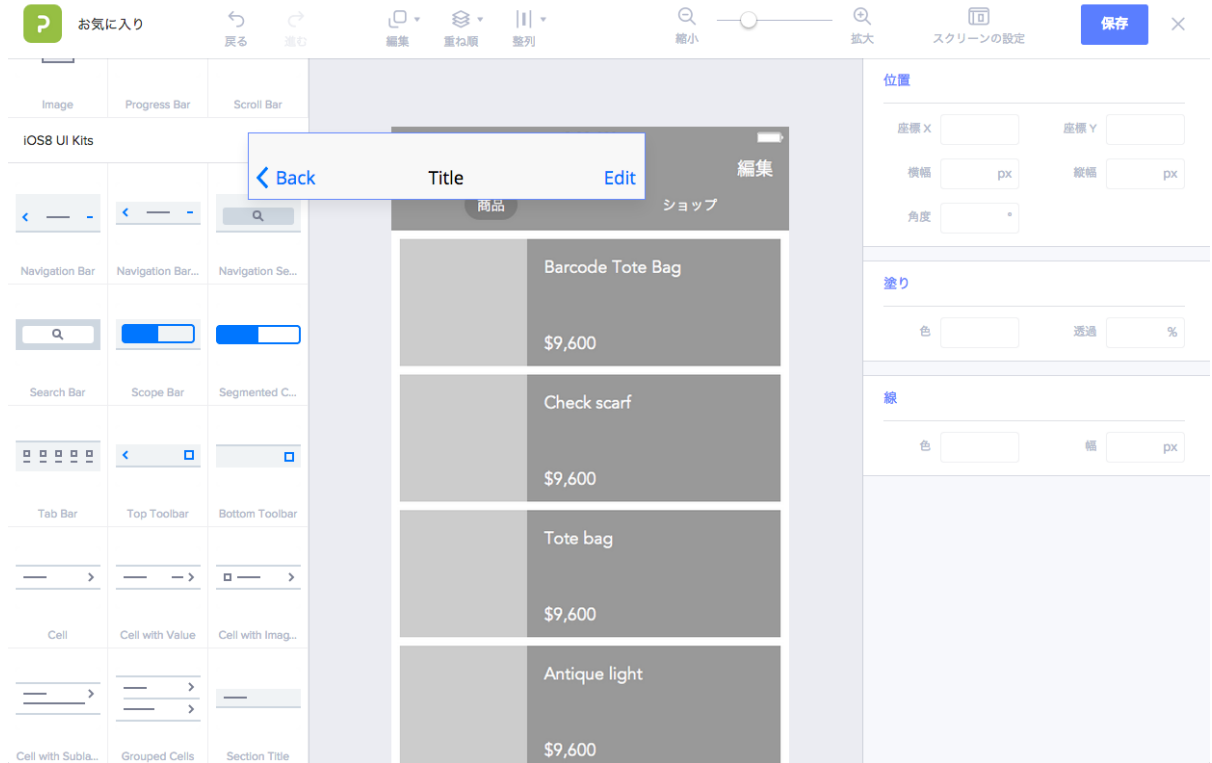 お気に入り
戻る
進む
編集
重ね順
整列
縮小
拡大
スクリーンの設定
保存
Image
Progress Bar
Scroll Bar
iOS8 UI Kits
Navigation Bar
Navigation Bar...
Navigation Se...
Search Bar
Scope Bar
Segmented C...
Tab Bar
Top Toolbar
Bottom Toolbar
Cell
Cell with Value
Cell with Imag...
Cell with Subla...
Grouped Cells
Section Title
Back
Title
Edit
編集
商品
ショップ
Barcode Tote Bag
$9,600
Check scarf
$9,600
Tote bag
$9,600
Antique light
$9,600
位置
座標 X
座標 Y
横幅 px
縦幅 px
角度 °
塗り
色
透過 %
線
色
幅 px